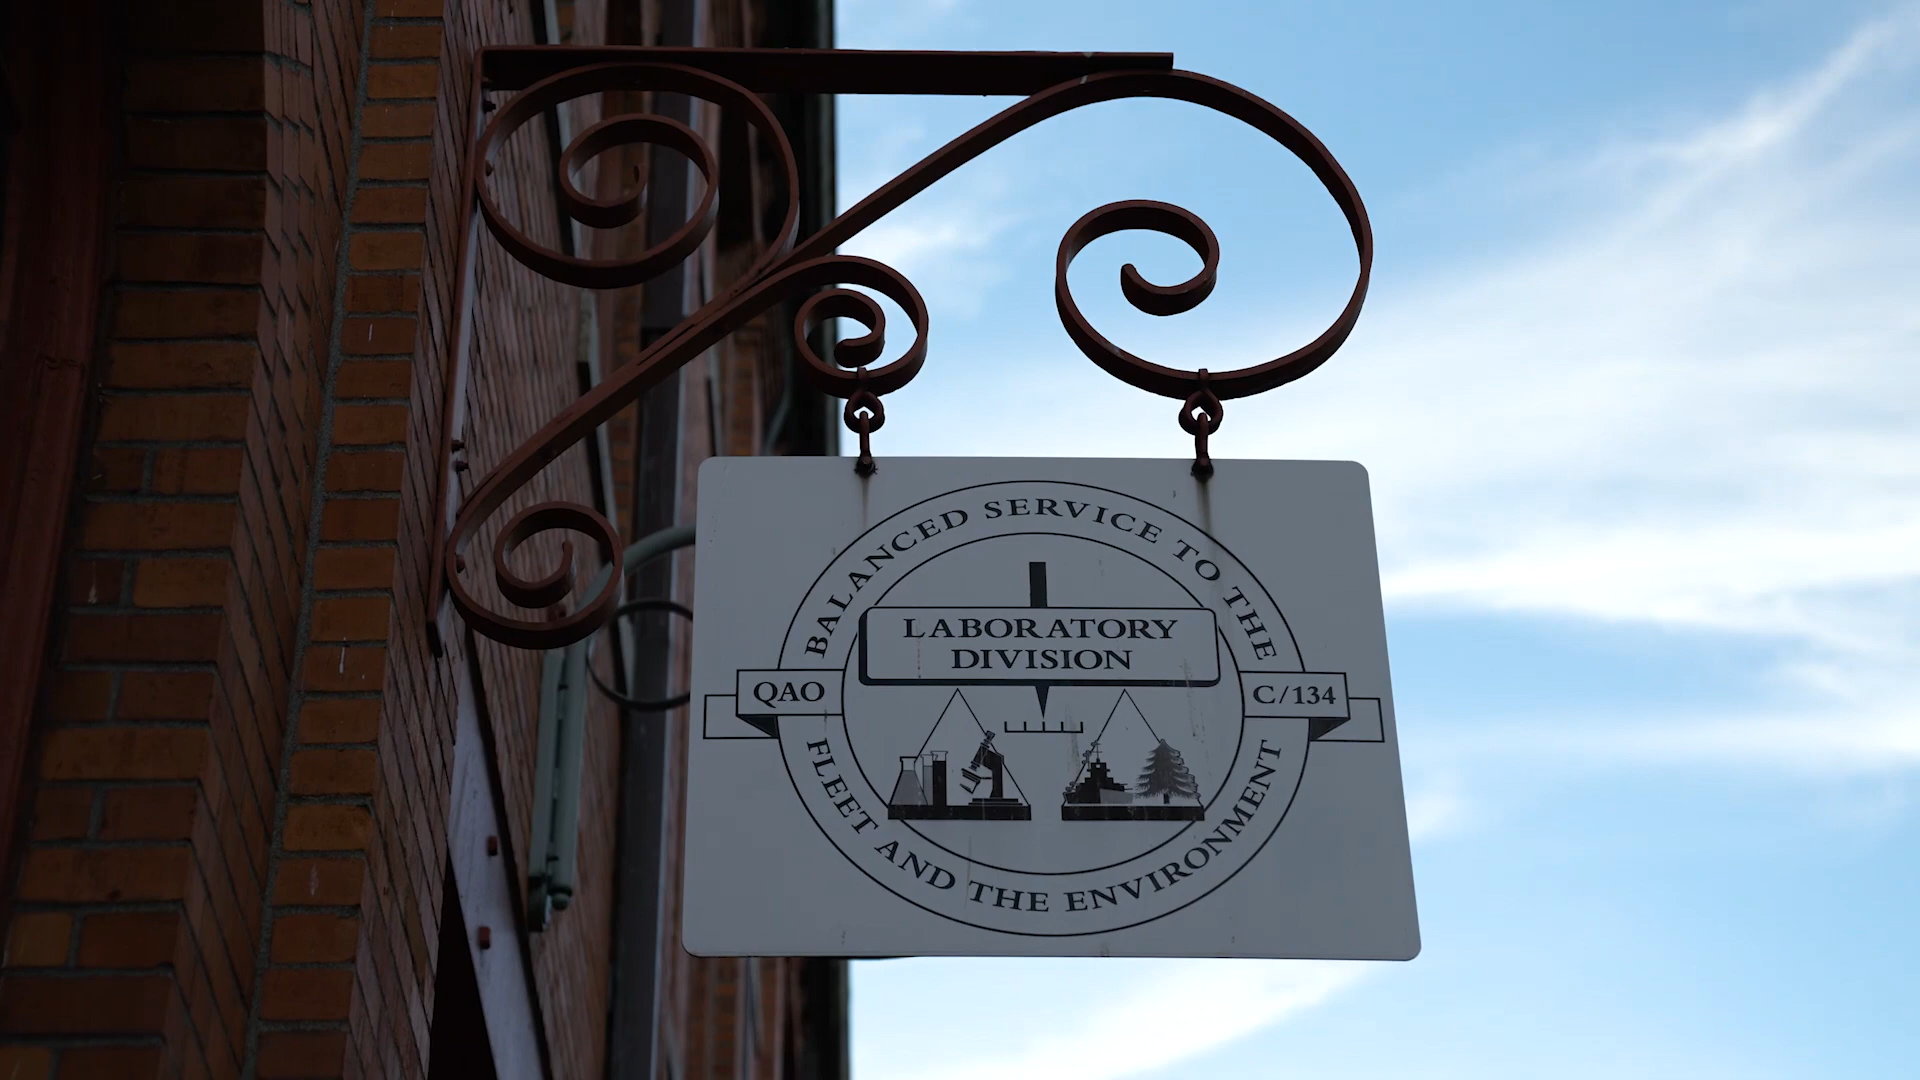 BALANCED SERVICE TO THE
LABORATORY
DIVISION
QAO
C/134
FLEET AND THE ENVIRONMENT